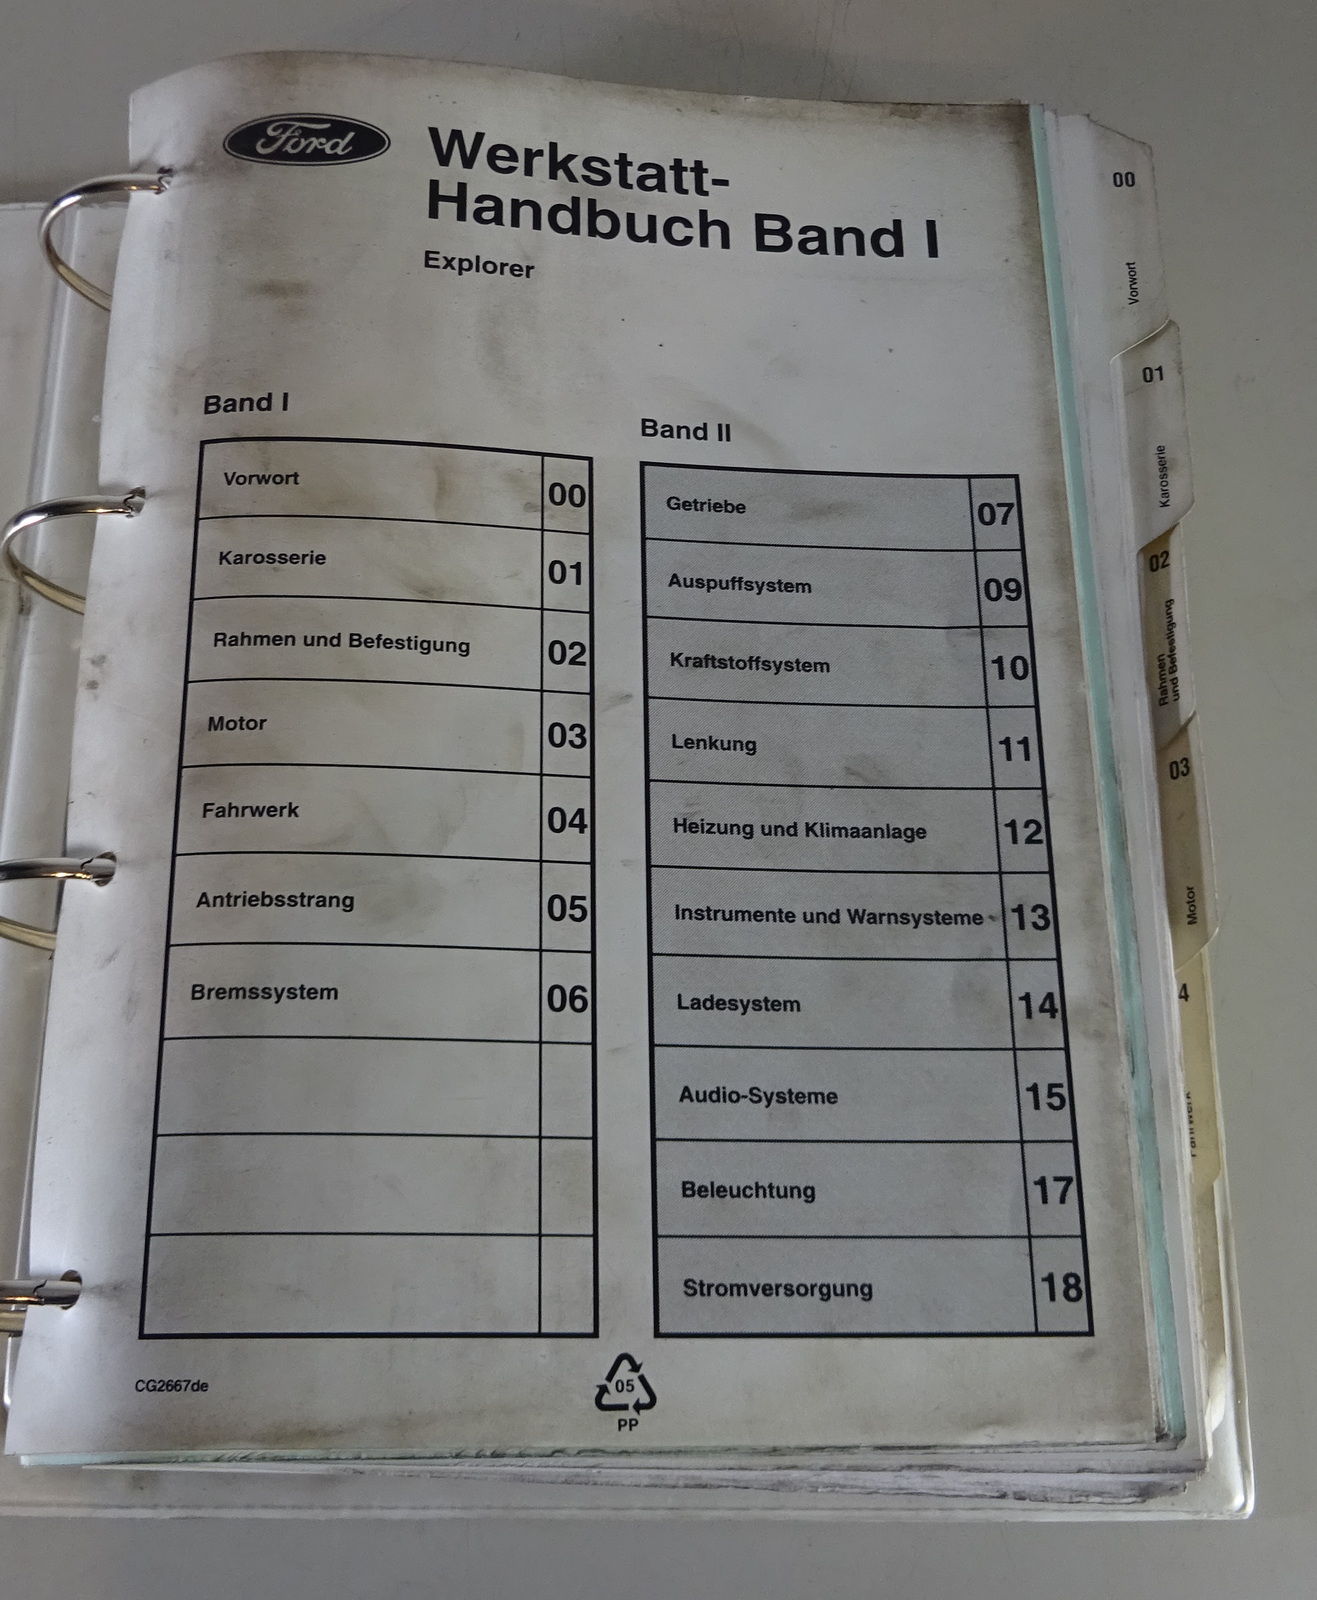 Ford
Werkstatt-
Handbuch Band I
Explorer
Band I
Vorwort 00
Karosserie 01
Rahmen und Befestigung 02
Motor 03
Fahrwerk 04
Antriebsstrang 05
Bremssystem 06
Band II
Getriebe 07
Auspuffsystem 09
Kraftstoffsystem 10
Lenkung 11
Heizung und Klimaanlage 12
Instrumente und Warnsysteme 13
Ladesystem 14
Audio-Systeme 15
Beleuchtung 17
Stromversorgung 18
CG2667de
05
PP
00
Vorwort
01
Karosserie
02
Rahmen
und Befestigung
03
Motor
4